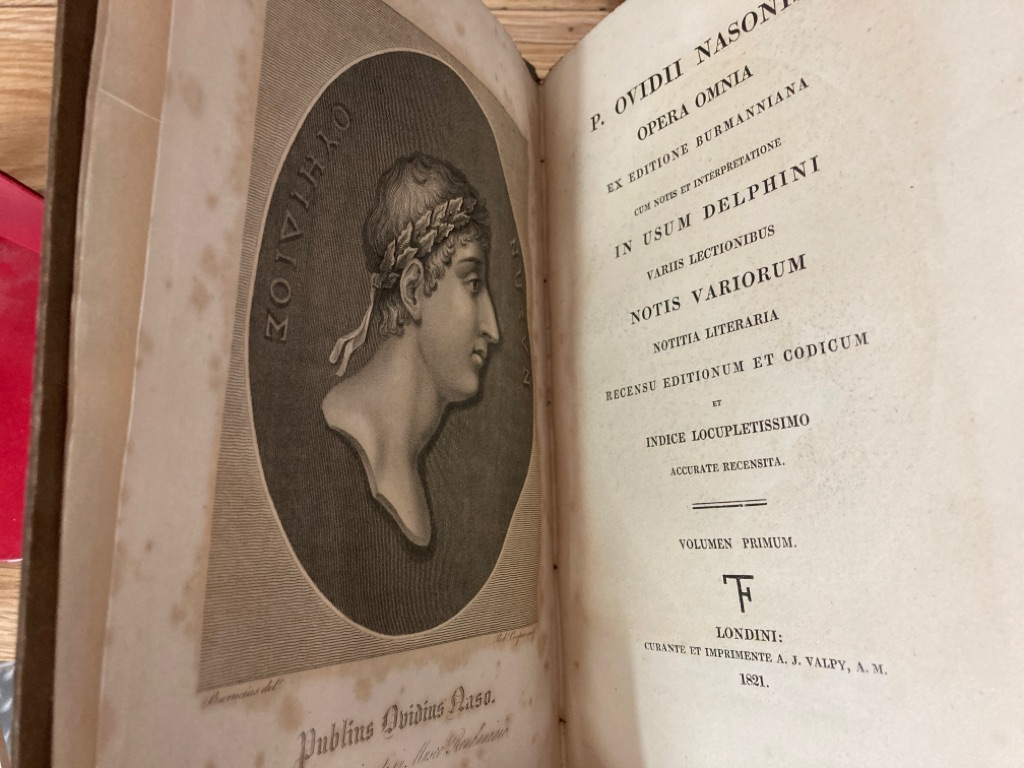 Publius Ovidius Naso.
P. OVIDII NASONIS
OPERA OMNIA
EX EDITIONE BURMANNIANA
CUM NOTIS ET INTERPRETATIONE
IN USUM DELPHINI
VARIIS LECTIONIBUS
NOTIS VARIORUM
NOTITIA LITERARIA
RECENSU EDITIONUM ET CODICUM
ET
INDICE LOCUPLETISSIMO
ACCURATE RECENSITA.
VOLUMEN PRIMUM.
LONDINI:
CURANTE ET IMPRIMENTE A. J. VALPY, A. M.
1821.